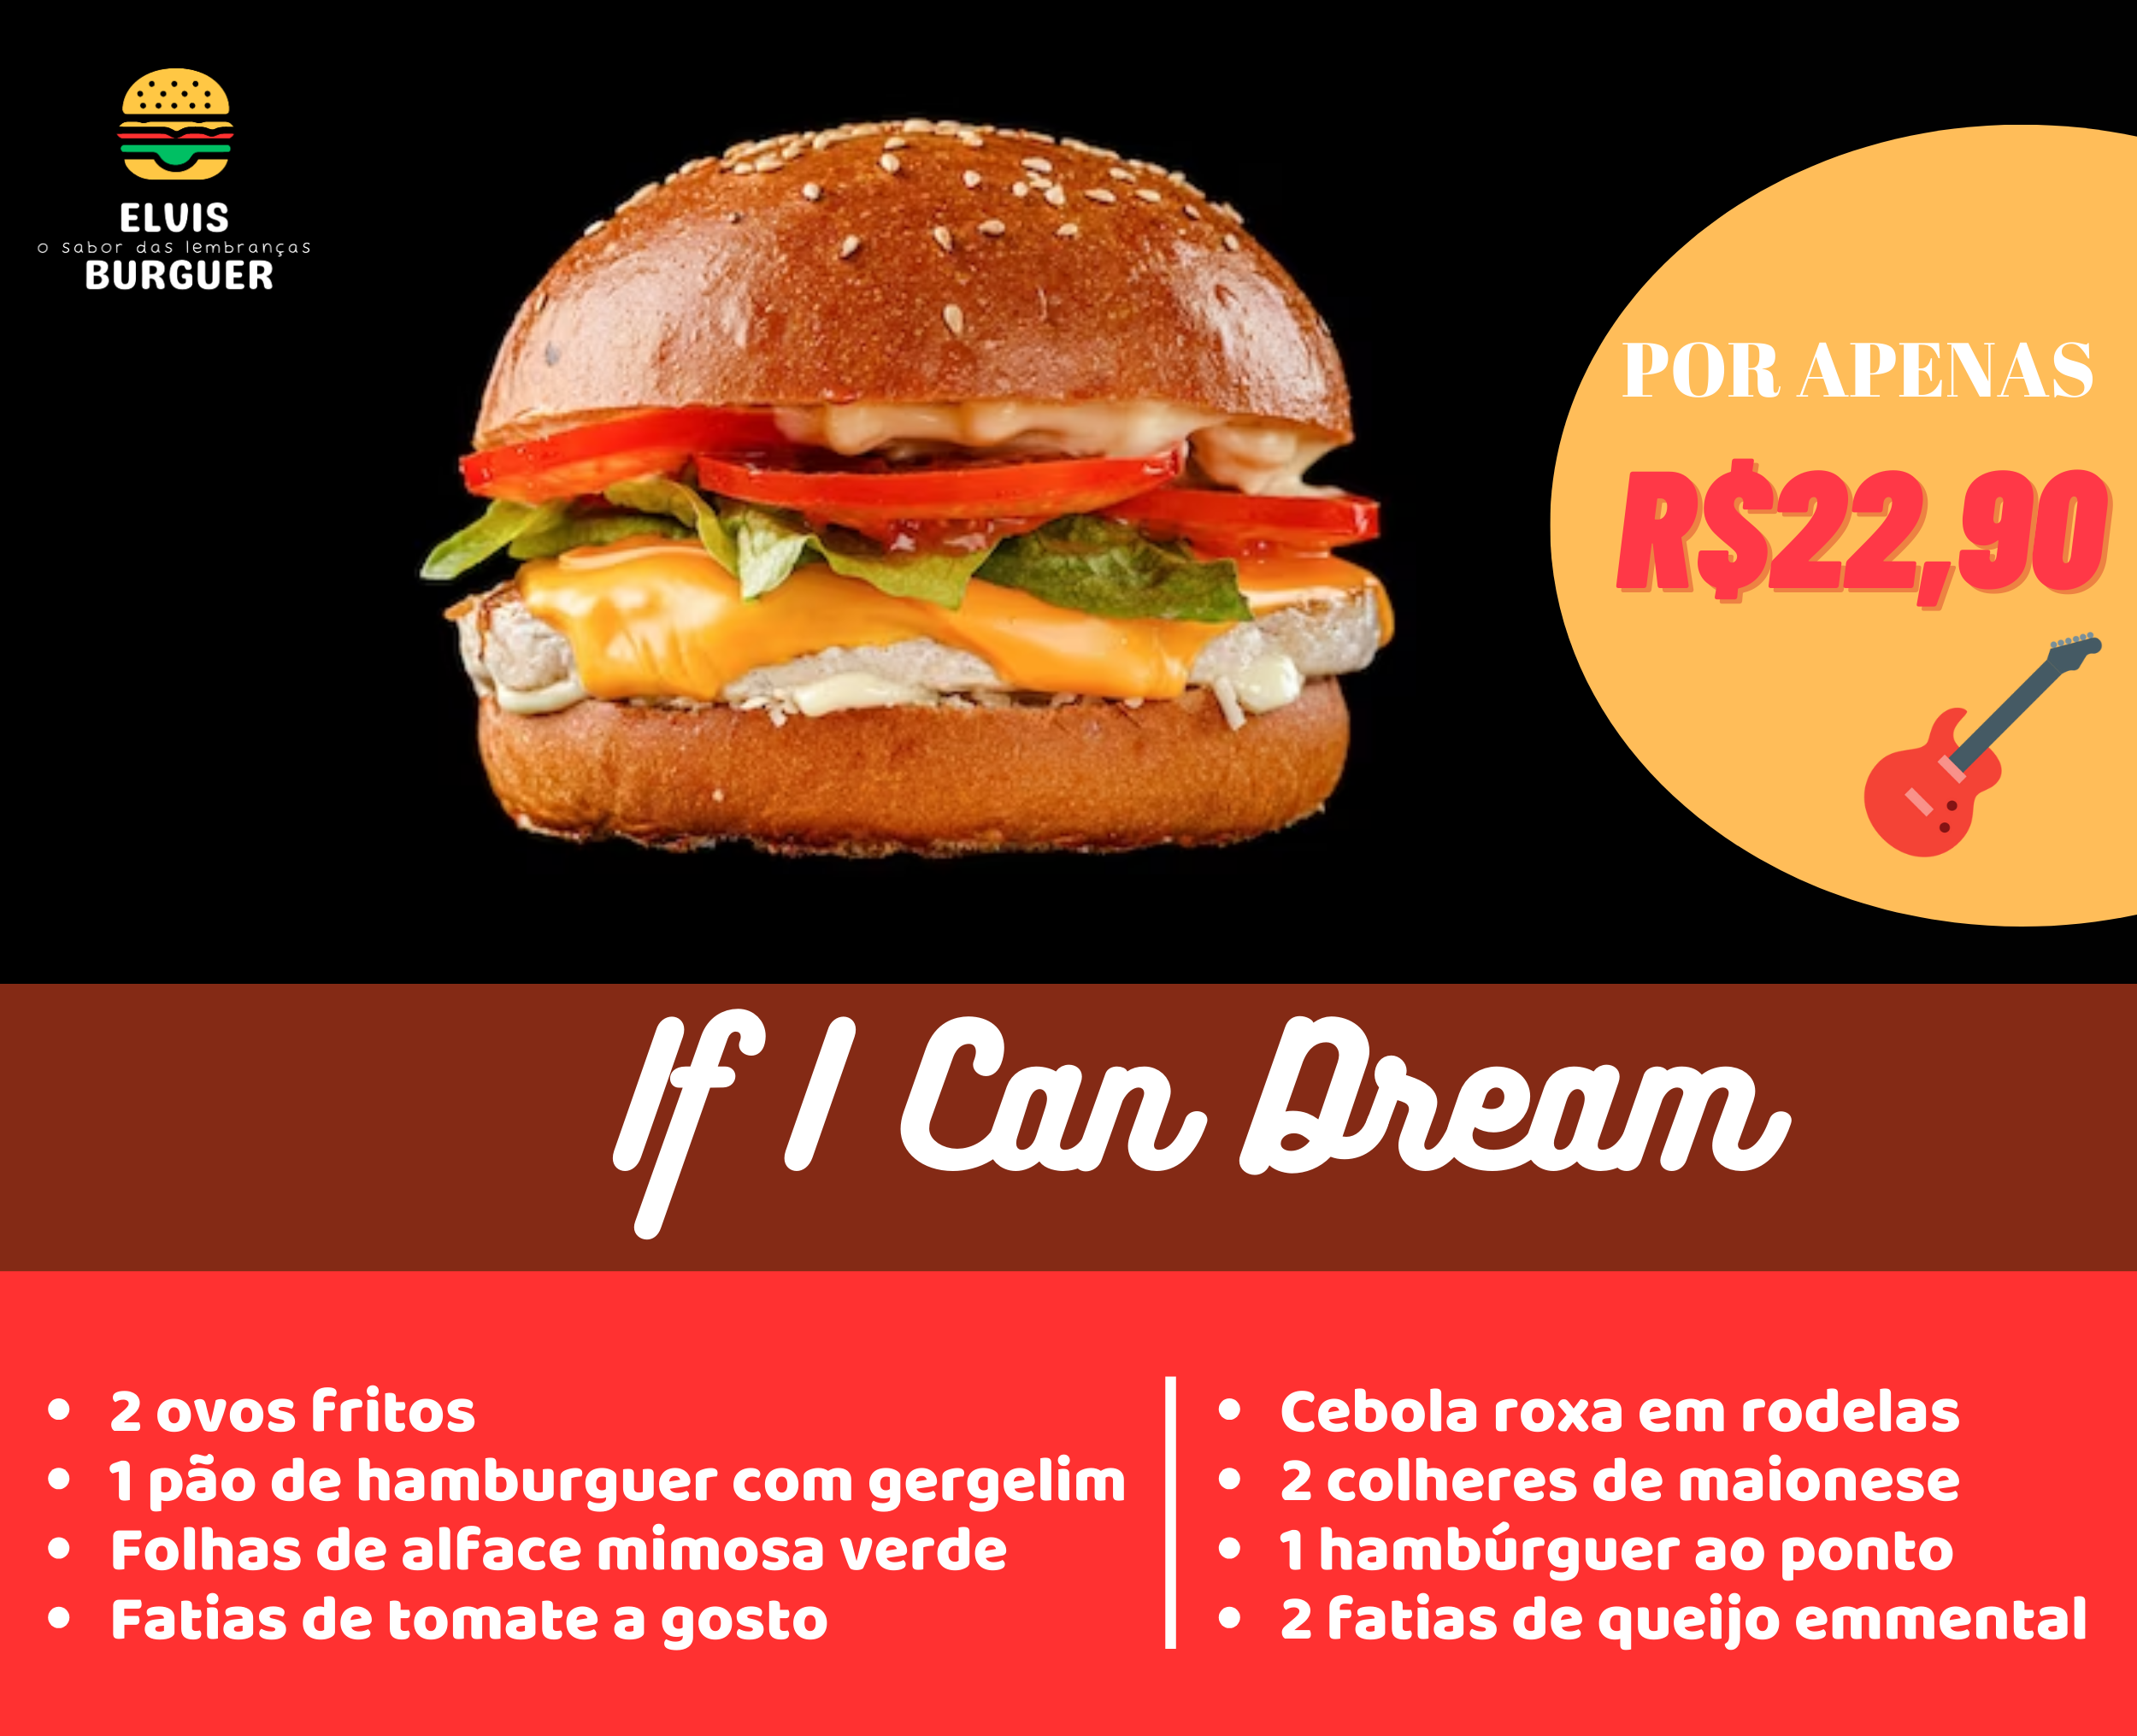 ELVIS
o sabor das lembranças
BURGUER
POR APENAS
R$22,90
If I Can Dream
2 ovos fritos
1 pão de hamburguer com gergelim
Folhas de alface mimosa verde
Fatias de tomate a gosto
Cebola roxa em rodelas
2 colheres de maionese
1 hambúrguer ao ponto
2 fatias de queijo emmental